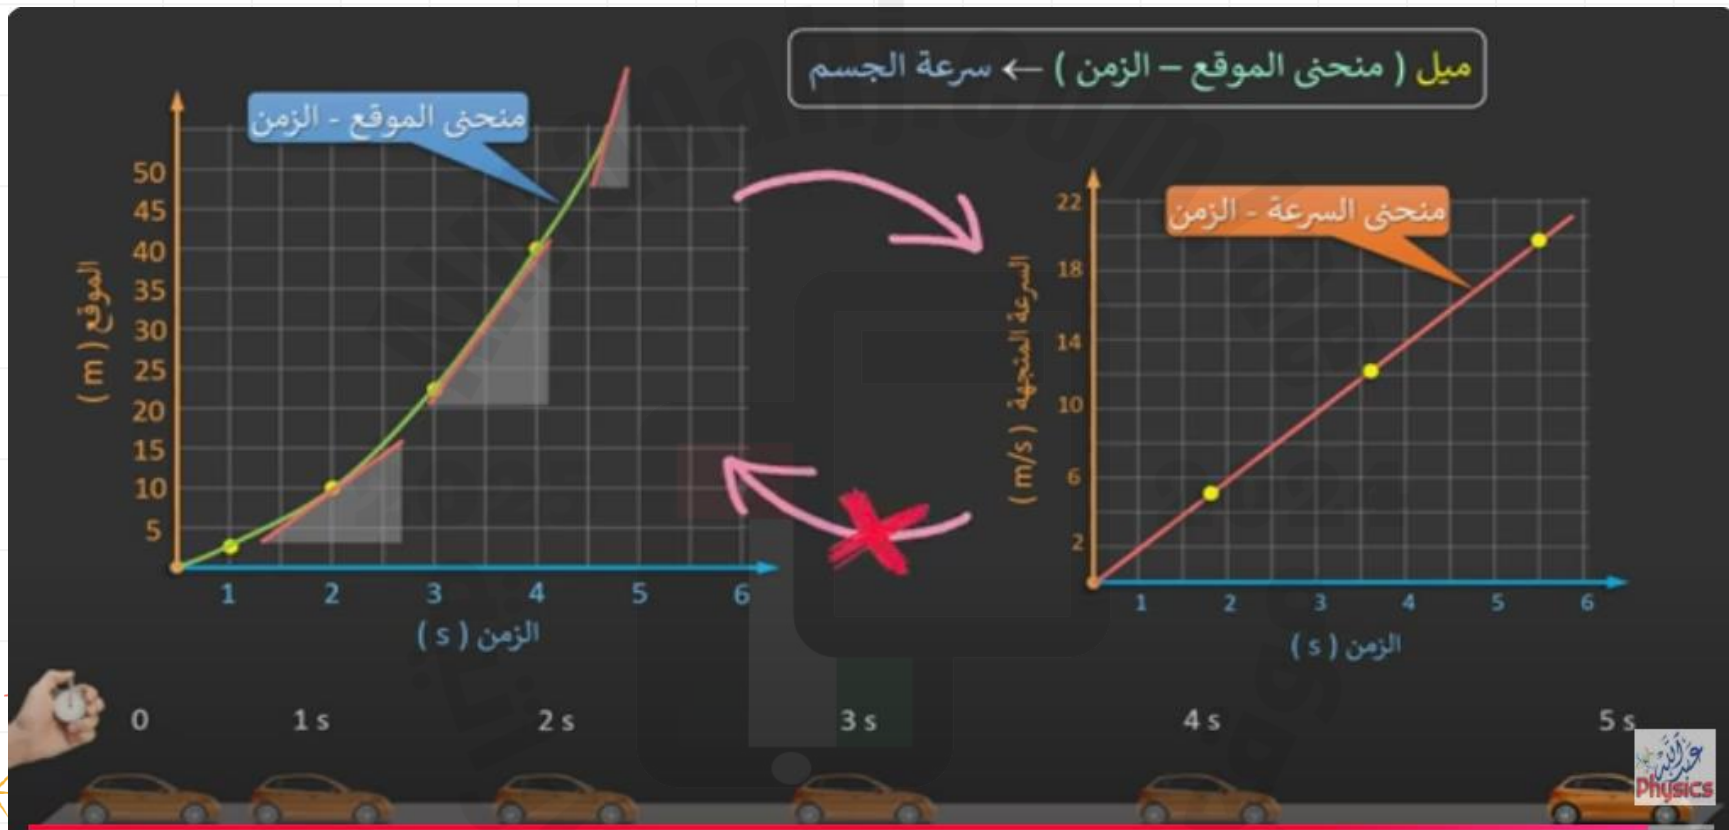 ميل ( منحنى الموقع – الزمن ) ← سرعة الجسم
منحنى الموقع - الزمن
50
45
40
35
30
25
20
15
10
5
الموقع ( m )
1 2 3 4 5 6
الزمن ( s )
منحنى السرعة - الزمن
22
18
14
10
6
2
السرعة المتجهة ( m/s )
1 2 3 4 5 6
الزمن ( s )
0 1 s 2 s 3 s 4 s 5 s
عبدالله
Physics